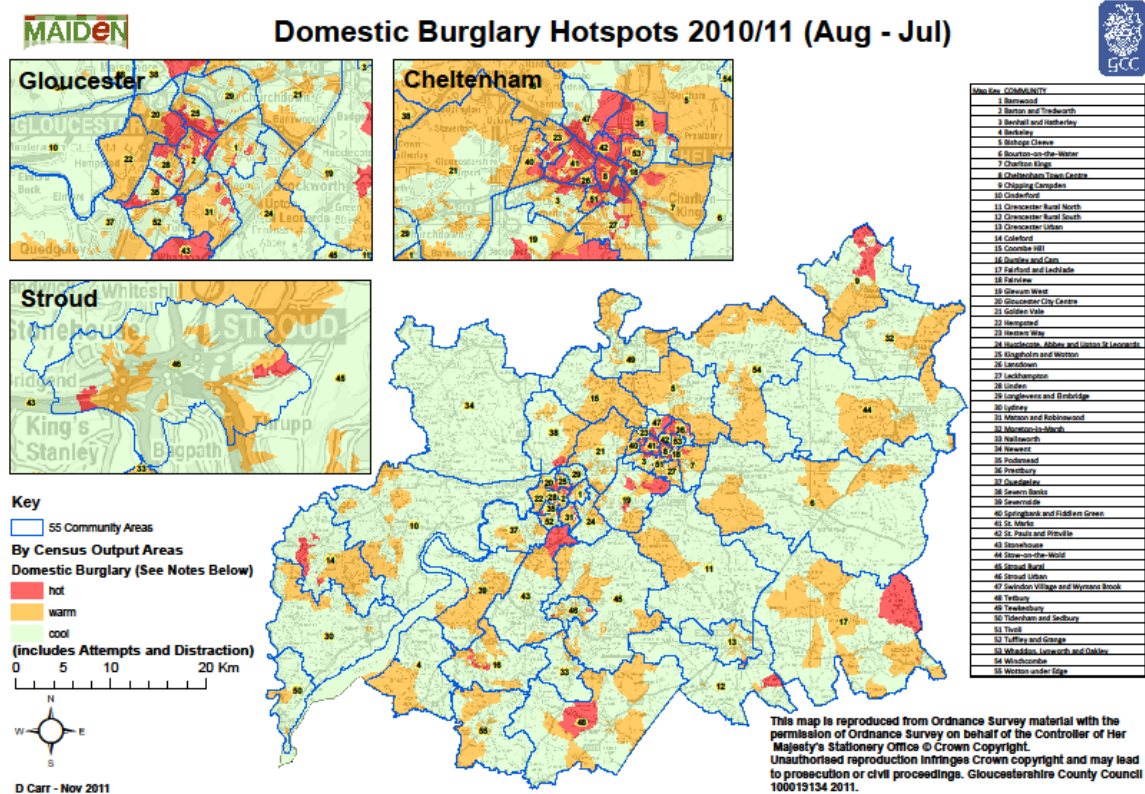 MAIDeN
Domestic Burglary Hotspots 2010/11 (Aug - Jul)
GCC
Gloucester
Cheltenham
Stroud
Map Key COMMUNITY
1 Barnwood
2 Barton and Tredworth
3 Benhall and Hatherley
4 Berkeley
5 Bishops Cleeve
6 Bourton-on-the-Water
7 Charlton Kings
8 Cheltenham Town Centre
9 Chipping Campden
10 Cinderford
11 Cirencester Rural North
12 Cirencester Rural South
13 Cirencester Urban
14 Coleford
15 Coombe Hill
16 Dursley and Cam
17 Fairford and Lechlade
18 Fairview
19 Glevum West
20 Gloucester City Centre
21 Golden Vale
22 Hempsted
23 Hesters Way
24 Hucclecote, Abbey and Upton St Leonards
25 Kingsholm and Wotton
26 Lansdown
27 Leckhampton
28 Linden
29 Longlevens and Elmbridge
30 Lydney
31 Matson and Robinswood
32 Moreton-in-Marsh
33 Nailsworth
34 Newent
35 Podsmead
36 Prestbury
37 Quedgeley
38 Severn Banks
39 Severnside
40 Springbank and Fiddlers Green
41 St. Marks
42 St. Pauls and Pittville
43 Stonehouse
44 Stow-on-the-Wold
45 Stroud Rural
46 Stroud Urban
47 Swindon Village and Wymans Brook
48 Tetbury
49 Tewkesbury
50 Tidenham and Sedbury
51 Tivoli
52 Tuffley and Grange
53 Whaddon, Lynworth and Oakley
54 Winchcombe
55 Wotton under Edge
Key
55 Community Areas
By Census Output Areas
Domestic Burglary (See Notes Below)
hot
warm
cool
(includes Attempts and Distraction)
0 5 10 20 Km
N
W E
S
D Carr - Nov 2011
This map is reproduced from Ordnance Survey material with the
permission of Ordnance Survey on behalf of the Controller of Her
Majesty's Stationery Office © Crown Copyright.
Unauthorised reproduction infringes Crown copyright and may lead
to prosecution or civil proceedings. Gloucestershire County Council
100019134 2011.